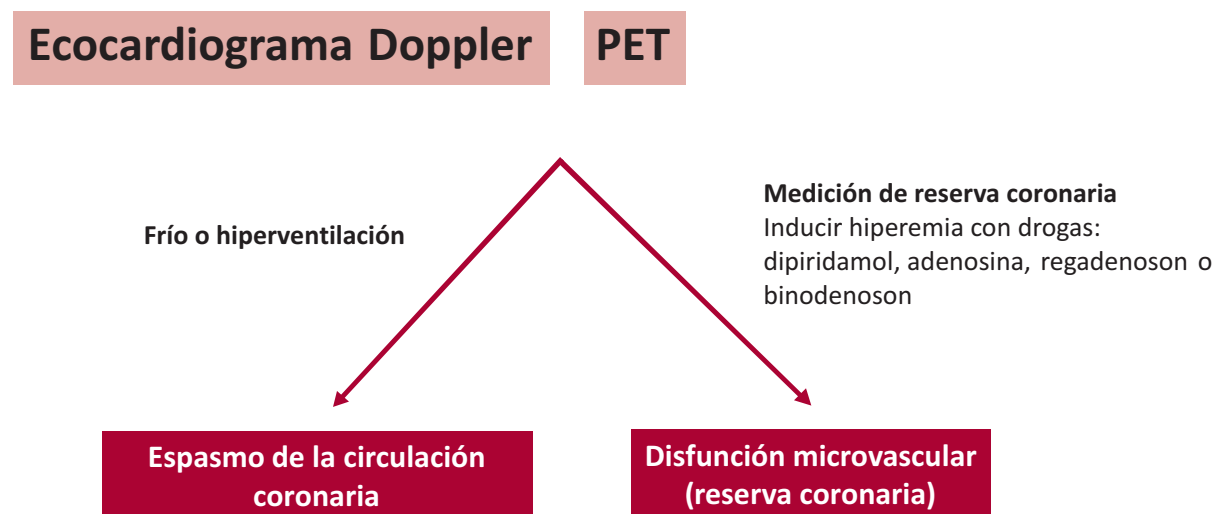 Ecocardiograma Doppler
PET
Frío o hiperventilación
Medición de reserva coronaria
Inducir hiperemia con drogas:
dipiridamol, adenosina, regadenoson o
binodenoson
Espasmo de la circulación
coronaria
Disfunción microvascular
(reserva coronaria)